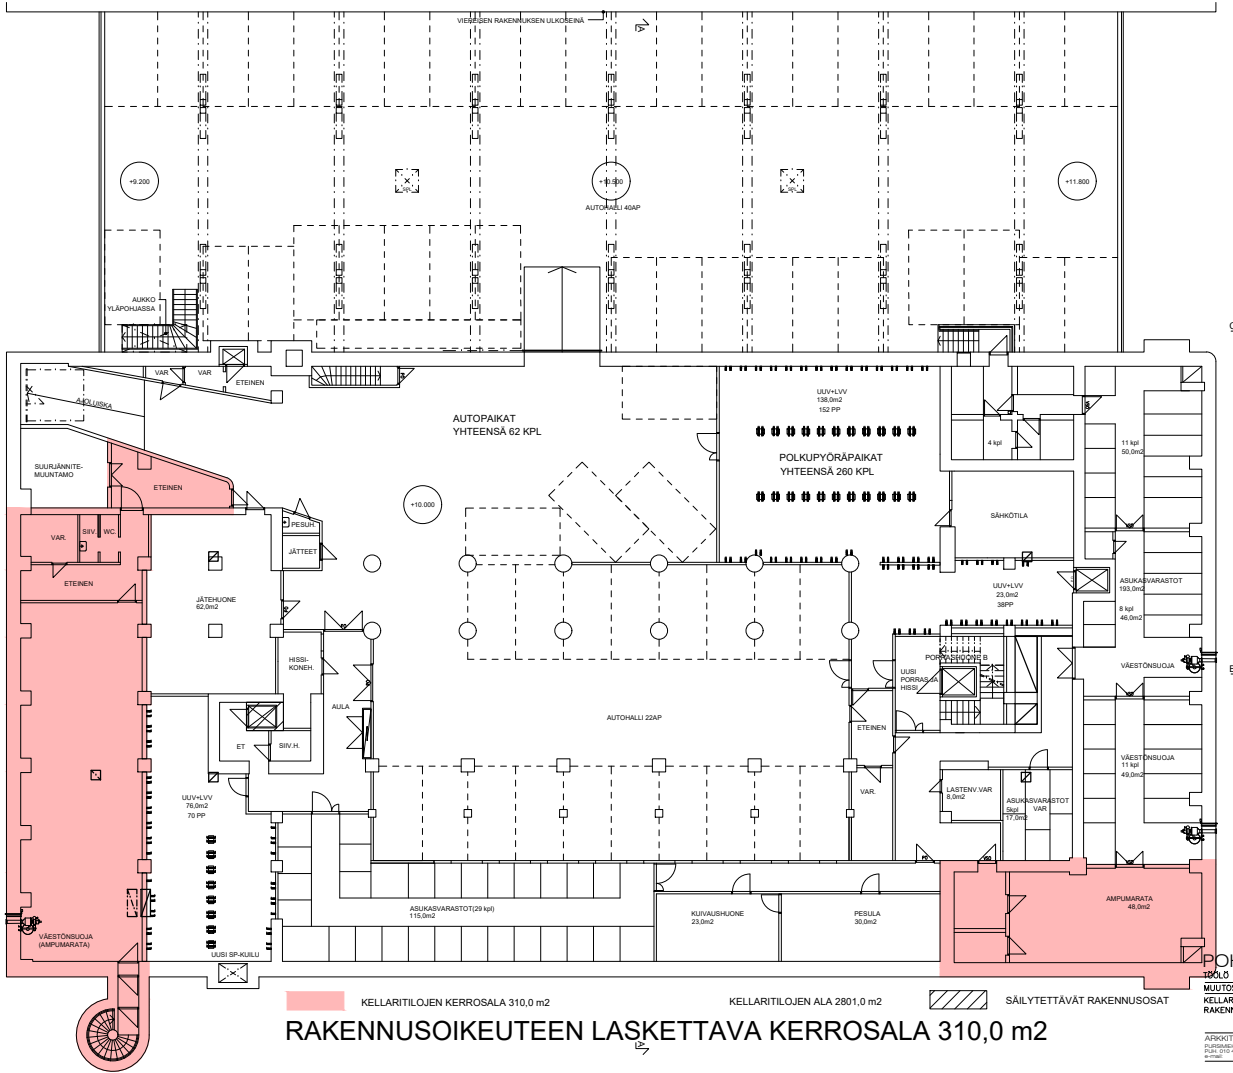 VIEREISEN RAKENNUKSEN ULKOSEINÄ
+9.200
+10.500
+11.800
AUTOHALLI 40AP
AUKKO
YLÄPOHJASSA
VAR
VAR
ETEINEN
AJOLUISKA
AUTOPAIKAT
YHTEENSÄ 62 KPL
UUV+LVV
138,0m2
152 PP
POLKUPYÖRÄPAIKAT
YHTEENSÄ 260 KPL
4 kpl
11 kpl
50,0m2
SUURJÄNNITE-
MUUNTAMO
ETEINEN
+10.000
SÄHKÖTILA
VAR.
SIIV.
WC.
PESUH.
JÄTTEET
ETEINEN
JÄTEHUONE
62,0m2
UUV+LVV
23,0m2
38PP
ASUKASVARASTOT
193,0m2
8 kpl
46,0m2
HISSI-
KONEH.
PORRASHUONE B
UUSI
PORRAS JA
HISSI
VÄESTÖNSUOJA
AULA
AUTOHALLI 22AP
ET
SIIV.H.
ETEINEN
VÄESTÖNSUOJA
11 kpl
49,0m2
UUV+LVV
76,0m2
70 PP
VAR.
LASTENV.VAR
8,0m2
ASUKASVARASTOT
5kpl VAR
17,0m2
ASUKASVARASTOT(29 kpl)
115,0m2
KUIVAUSHUONE
23,0m2
PESULA
30,0m2
AMPUMARATA
48,0m2
VÄESTÖNSUOJA
(AMPUMARATA)
UUSI SP-KUILU
KELLARITILOJEN KERROSALA 310,0 m2
KELLARITILOJEN ALA 2801,0 m2
SÄILYTETTÄVÄT RAKENNUSOSAT
RAKENNUSOIKEUTEEN LASKETTAVA KERROSALA 310,0 m2
POH
TÖÖLÖ
MUUTOS
KELLAR
RAKENN
ARKKIT